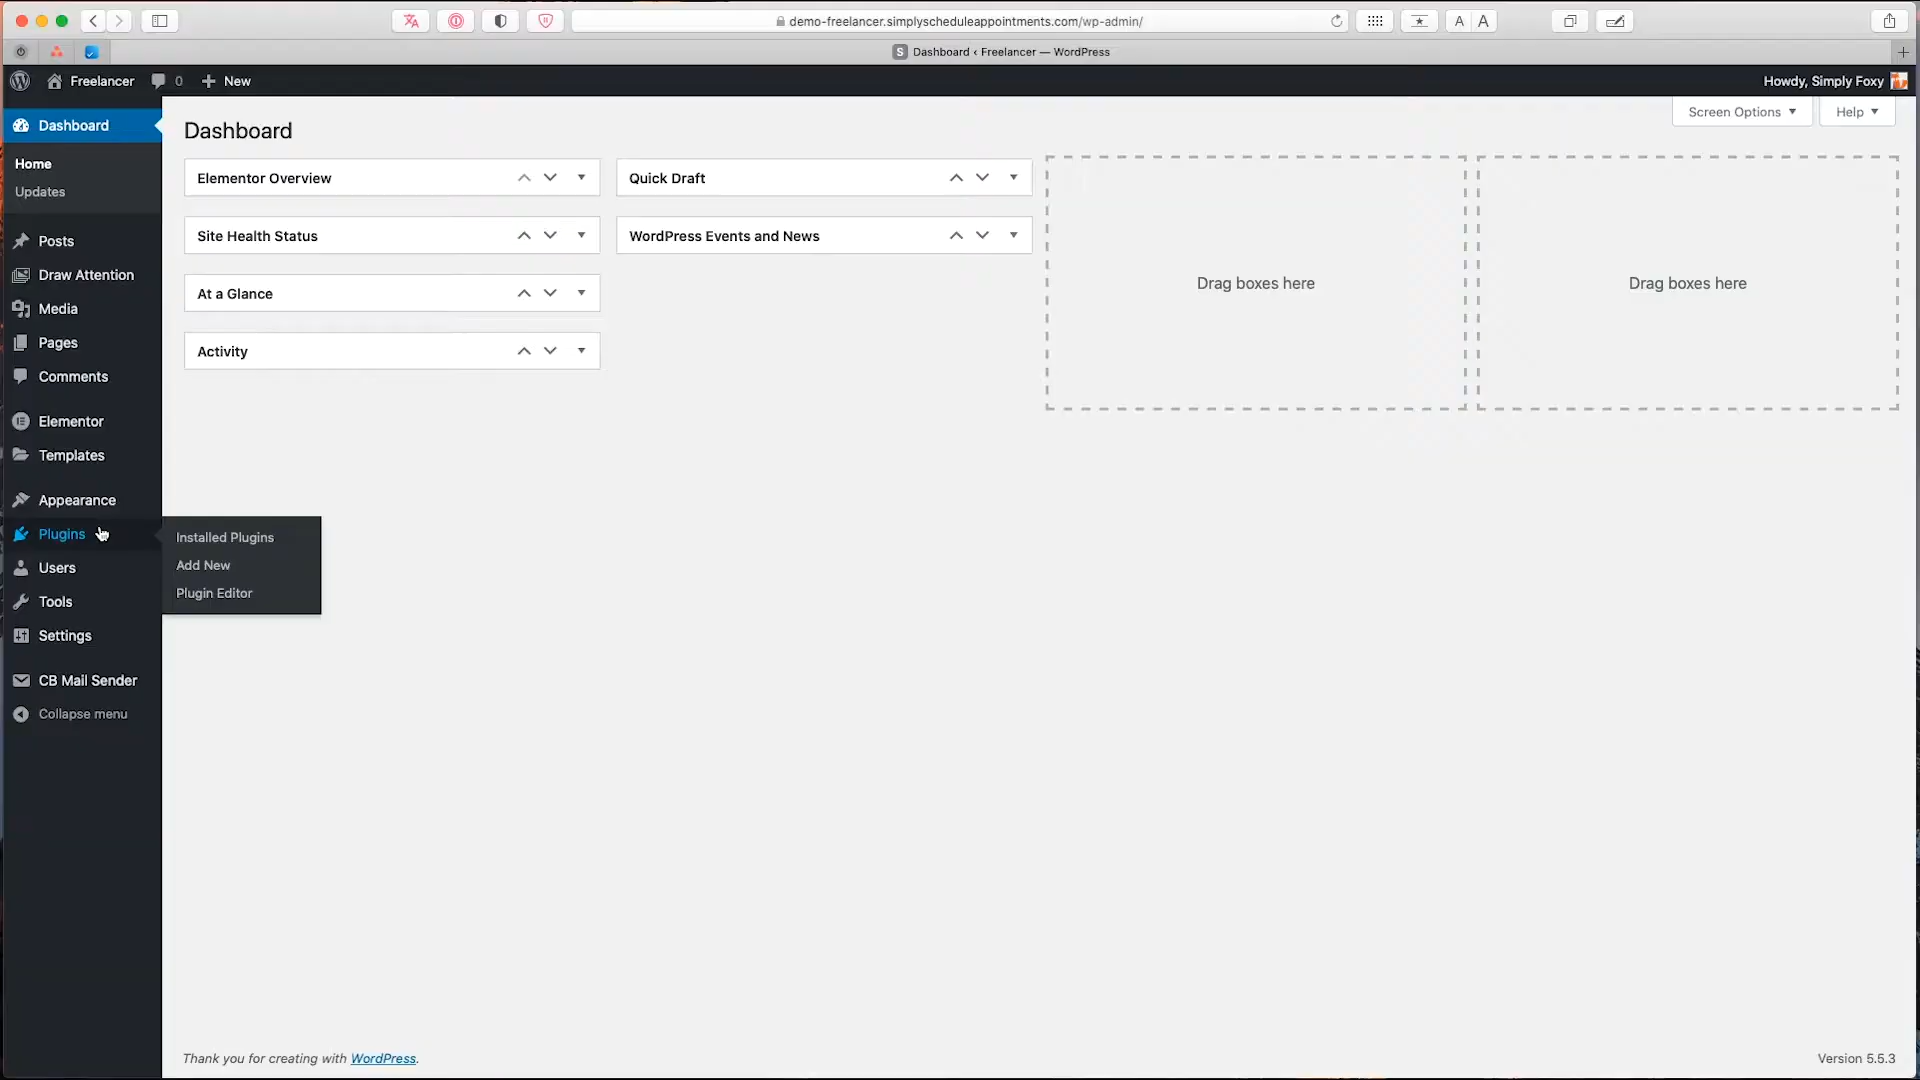 demo-freelancer.simplyscheduleappointments.com/wp-admin/
A A
S Dashboard ‹ Freelancer — WordPress
Freelancer 0 New
Howdy, Simply Foxy
Dashboard
Home
Updates
Posts
Draw Attention
Media
Pages
Comments
Elementor
Templates
Appearance
Plugins
Users
Tools
Settings
CB Mail Sender
Collapse menu
Installed Plugins
Add New
Plugin Editor
Screen Options
Help
Dashboard
Elementor Overview
Site Health Status
At a Glance
Activity
Quick Draft
WordPress Events and News
Drag boxes here
Drag boxes here
Thank you for creating with WordPress.
Version 5.5.3